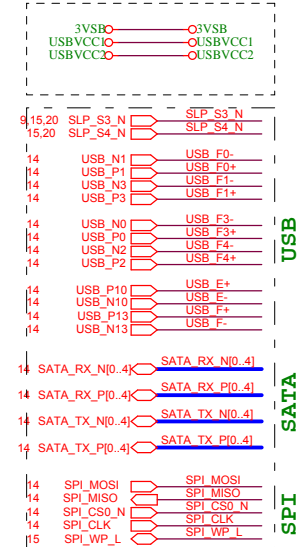 3VSB 3VSB
USBVCC1 USBVCC1
USBVCC2 USBVCC2
9,15,20 SLP_S3_N SLP_S3_N
15,20 SLP_S4_N SLP_S4_N
14 USB_N1 USB_F0-
14 USB_P1 USB_F0+
14 USB_N3 USB_F1-
14 USB_P3 USB_F1+
14 USB_N0 USB_F3-
14 USB_P0 USB_F3+
14 USB_N2 USB_F4-
14 USB_P2 USB_F4+
USB
14 USB_P10 USB_E+
14 USB_N10 USB_E-
14 USB_P13 USB_F+
14 USB_N13 USB_F-
14 SATA_RX_N[0..4] SATA_RX_N[0..4]
14 SATA_RX_P[0..4] SATA_RX_P[0..4]
14 SATA_TX_N[0..4] SATA_TX_N[0..4]
14 SATA_TX_P[0..4] SATA_TX_P[0..4]
SATA
14 SPI_MOSI SPI_MOSI
14 SPI_MISO SPI_MISO
14 SPI_CS0_N SPI_CS0_N
14 SPI_CLK SPI_CLK
15 SPI_WP_L SPI_WP_L
SPI